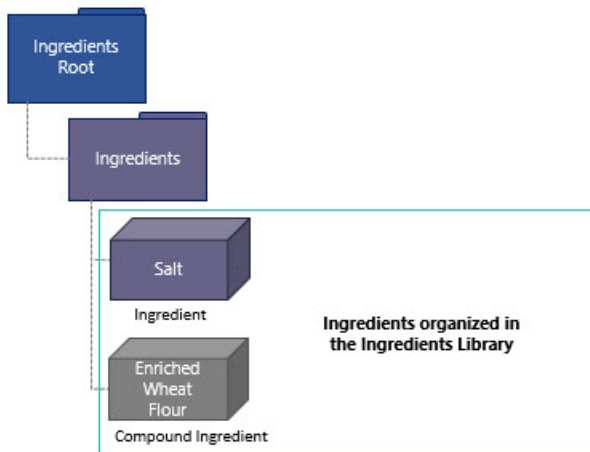 Ingredients
Root
Ingredients
Salt
Ingredient
Ingredients organized in
the Ingredients Library
Enriched
Wheat
Flour
Compound Ingredient